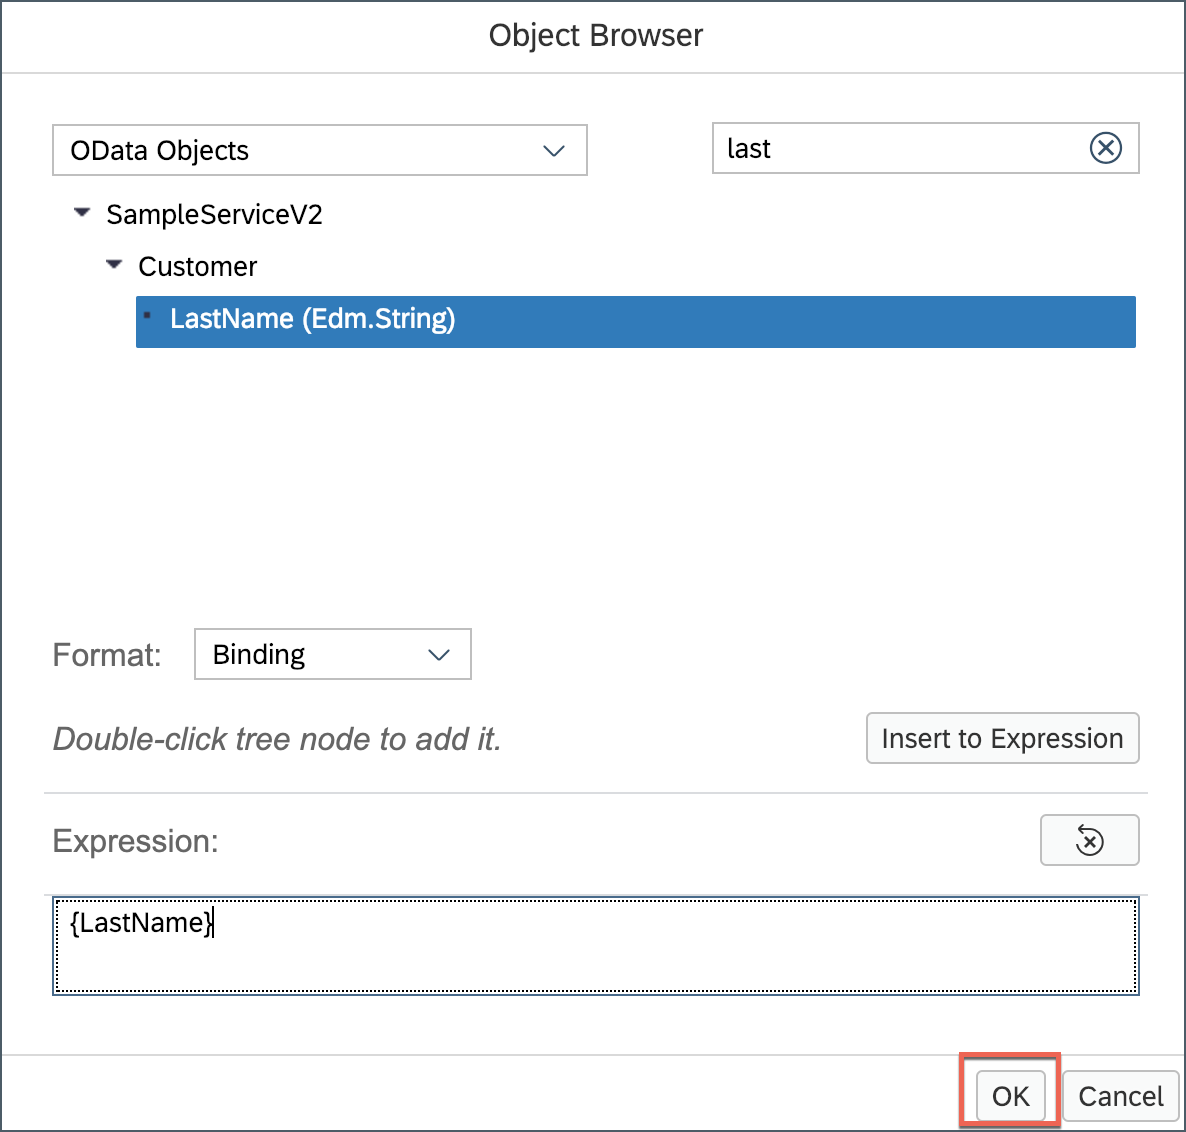 Object Browser
OData Objects
last
SampleServiceV2
Customer
LastName (Edm.String)
Format:
Binding
Double-click tree node to add it.
Insert to Expression
Expression:
{LastName}
OK
Cancel